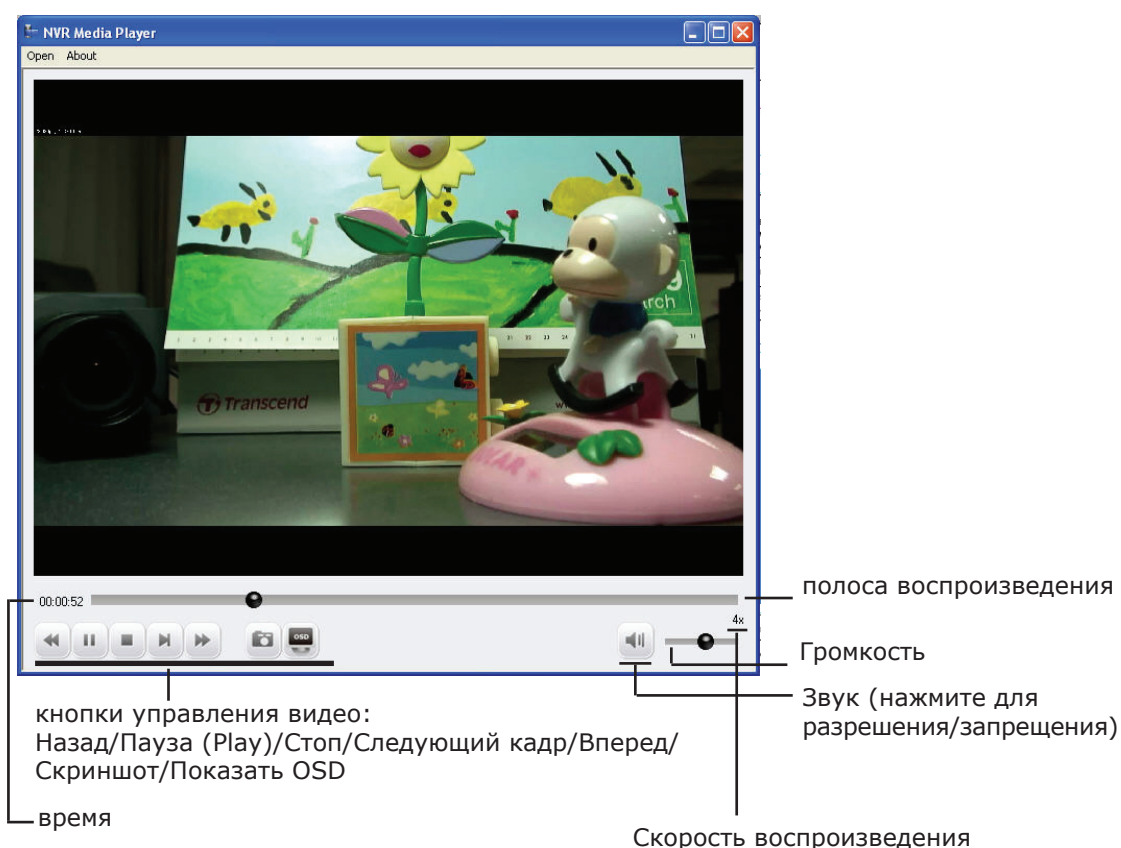 NVR Media Player
Open About
Transcend
00:00:52
4x
OSD
полоса воспроизведения
Громкость
Звук (нажмите для
разрешения/запрещения)
кнопки управления видео:
Назад/Пауза (Play)/Стоп/Следующий кадр/Вперед/
Скриншот/Показать OSD
время
Скорость воспроизведения